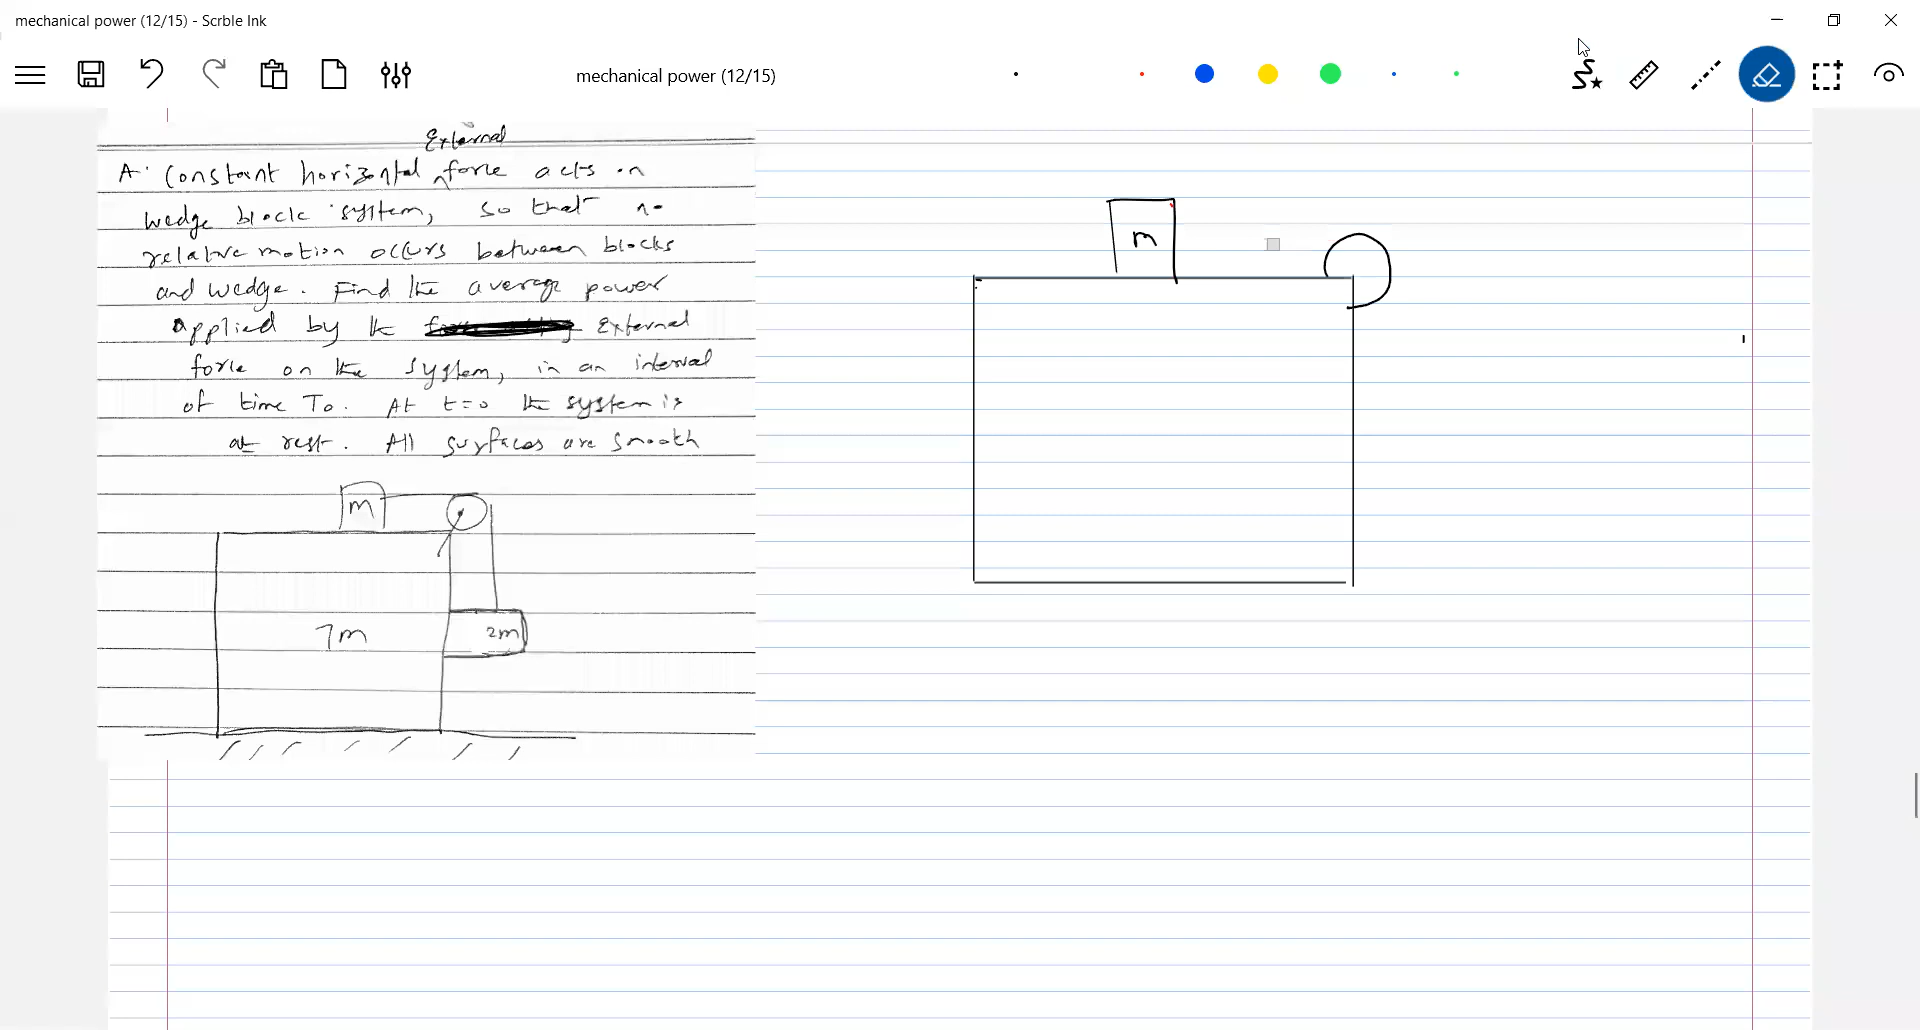 mechanical power (12/15) - Scrble Ink
mechanical power (12/15)
External
A. Constant horizontal ^ force acts on
wedge block system, so that no
relative motion occurs between blocks
and wedge. Find the average power
applied by the External
force on the system, in an interval
of time To. At t=0 the system is
at rest. All surfaces are smooth
m
7m
2m
m